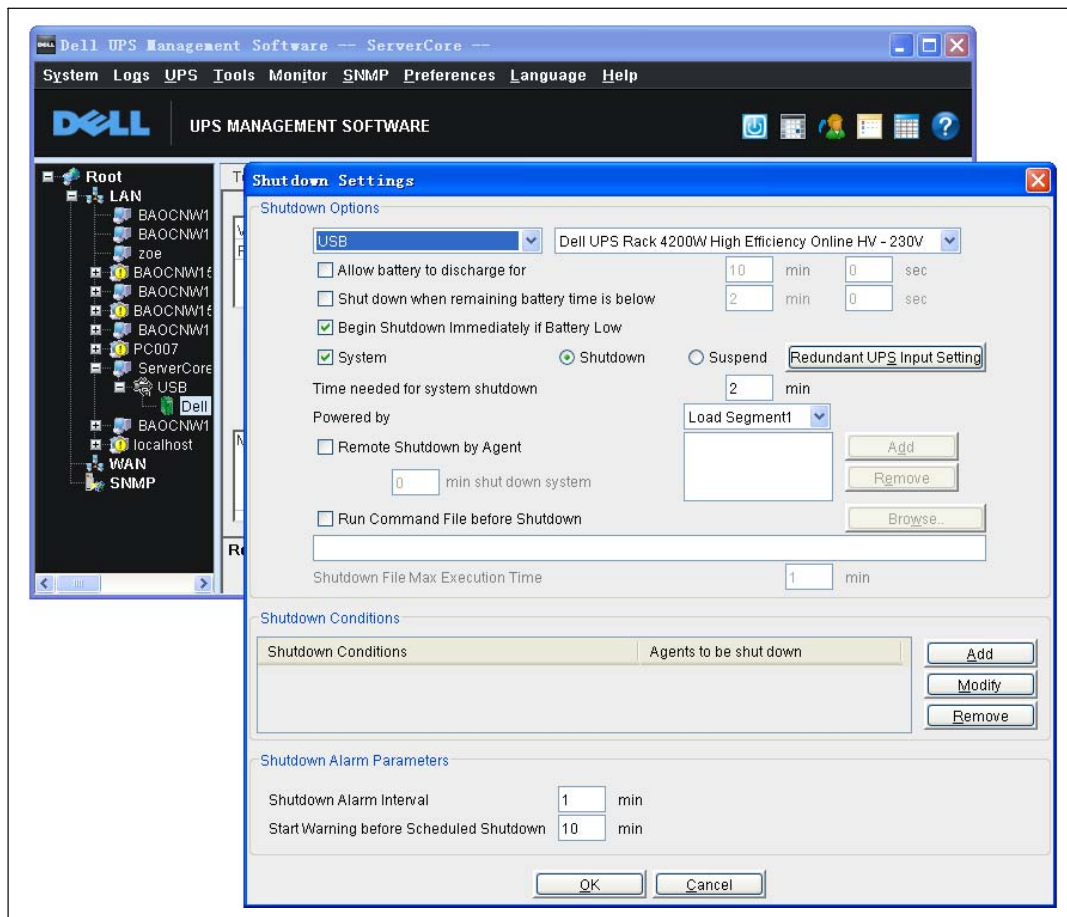 Dell UPS Management Software -- ServerCore --
System Logs UPS Tools Monitor SNMP Preferences Language Help
DELL UPS MANAGEMENT SOFTWARE
Root
LAN
BAOCNW1
BAOCNW1
zoe
BAOCNW15
BAOCNW1
BAOCNW15
BAOCNW1
PC007
ServerCore
USB
Dell
BAOCNW1
localhost
WAN
SNMP
Shutdown Settings
Shutdown Options
USB Dell UPS Rack 4200W High Efficiency Online HV - 230V
Allow battery to discharge for 10 min 0 sec
Shut down when remaining battery time is below 2 min 0 sec
Begin Shutdown Immediately if Battery Low
System Shutdown Suspend Redundant UPS Input Setting
Time needed for system shutdown 2 min
Powered by Load Segment1
Remote Shutdown by Agent Add
0 min shut down system Remove
Run Command File before Shutdown Browse..
Shutdown File Max Execution Time 1 min
Shutdown Conditions
Shutdown Conditions Agents to be shut down Add
Modify
Remove
Shutdown Alarm Parameters
Shutdown Alarm Interval 1 min
Start Warning before Scheduled Shutdown 10 min
OK Cancel